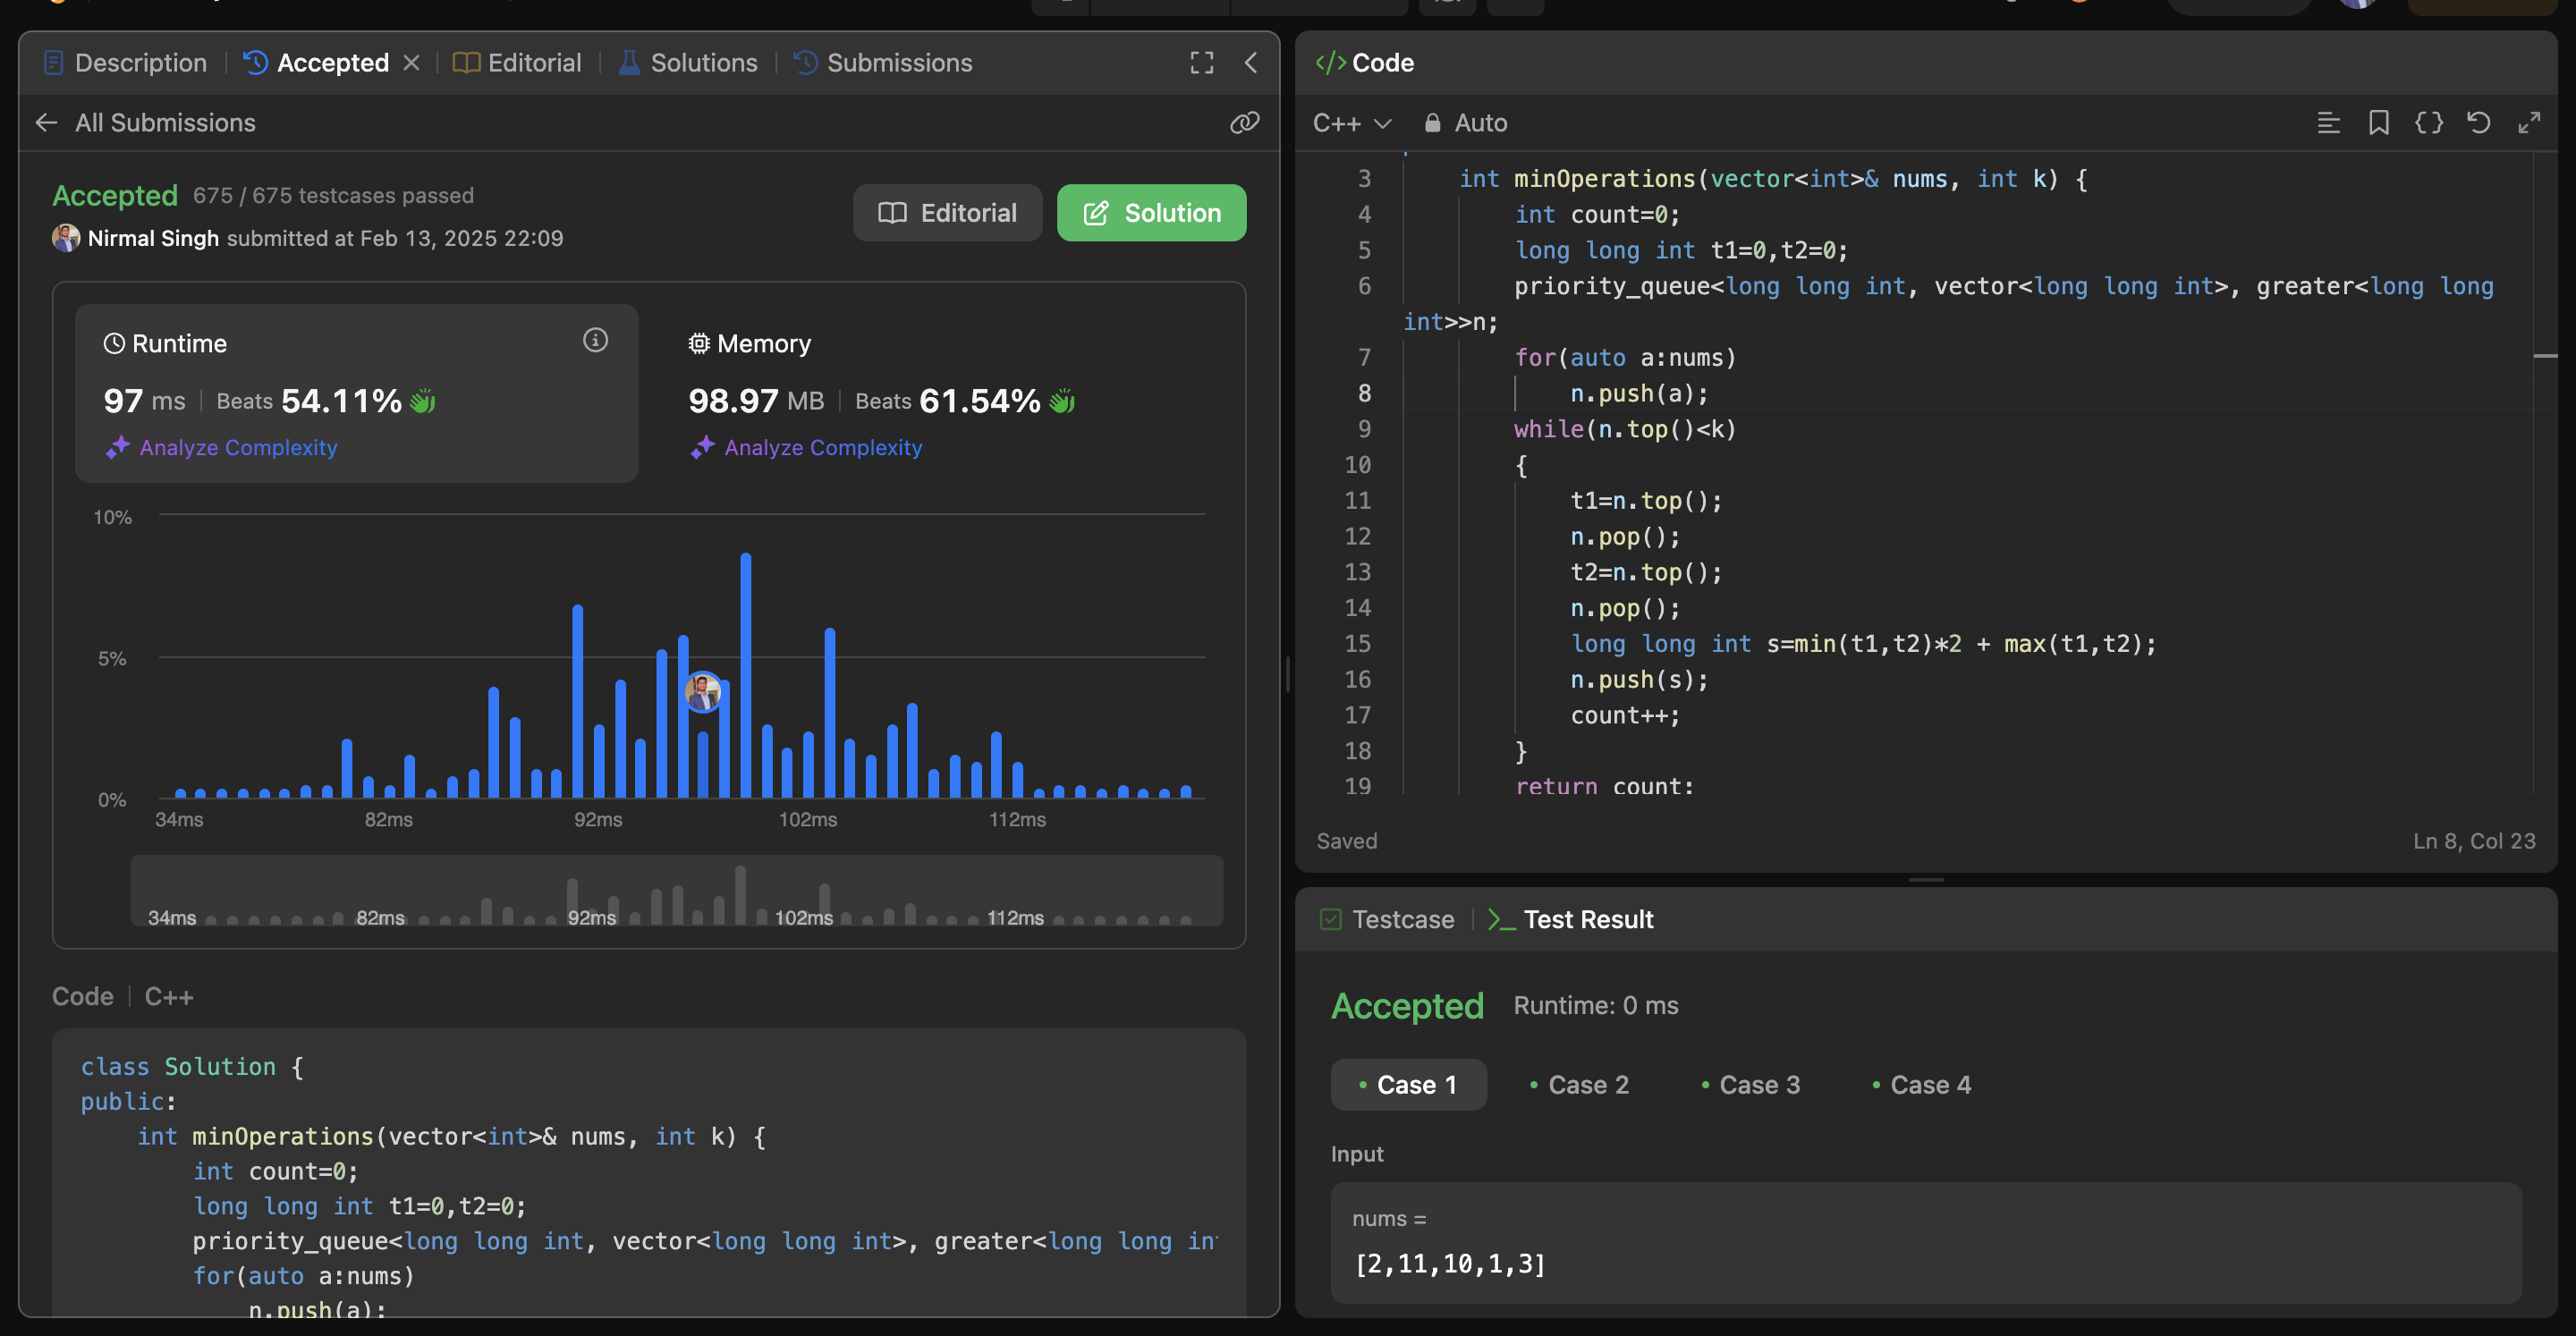 Description
Accepted
Editorial
Solutions
Submissions
All Submissions
Accepted 675 / 675 testcases passed
Nirmal Singh submitted at Feb 13, 2025 22:09
Editorial
Solution
Runtime
97 ms | Beats 54.11%
Analyze Complexity
Memory
98.97 MB | Beats 61.54%
Analyze Complexity
10%
5%
0%
34ms 82ms 92ms 102ms 112ms
34ms 82ms 92ms 102ms 112ms
Code | C++
class Solution {
public:
    int minOperations(vector<int>& nums, int k) {
        int count=0;
        long long int t1=0,t2=0;
        priority_queue<long long int, vector<long long int>, greater<long long in
        for(auto a:nums)
            n.push(a);
</> Code
C++
Auto
3     int minOperations(vector<int>& nums, int k) {
4         int count=0;
5         long long int t1=0,t2=0;
6         priority_queue<long long int, vector<long long int>, greater<long long
int>>n;
7         for(auto a:nums)
8             n.push(a);
9         while(n.top()<k)
10         {
11             t1=n.top();
12             n.pop();
13             t2=n.top();
14             n.pop();
15             long long int s=min(t1,t2)*2 + max(t1,t2);
16             n.push(s);
17             count++;
18         }
19         return count;
Saved
Ln 8, Col 23
Testcase
Test Result
Accepted Runtime: 0 ms
Case 1
Case 2
Case 3
Case 4
Input
nums =
[2,11,10,1,3]